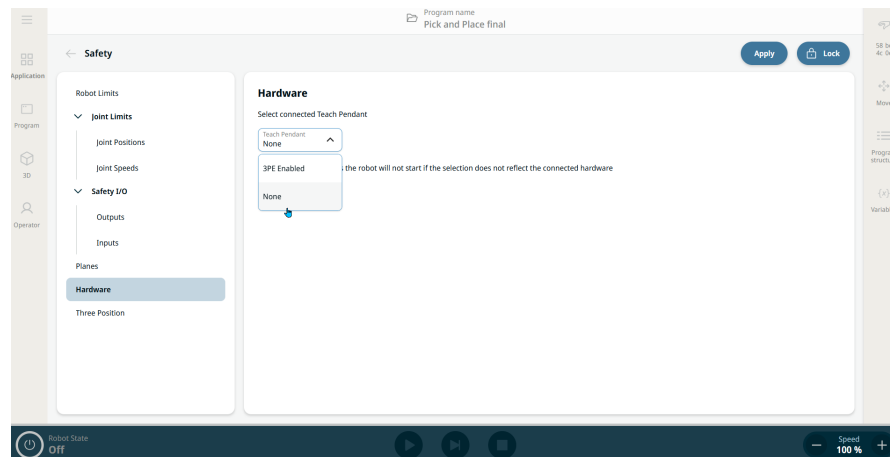 Program name
Pick and Place final
Application
Program
3D
Operator
Safety
Apply
Lock
Robot Limits
Joint Limits
Joint Positions
Joint Speeds
Safety I/O
Outputs
Inputs
Planes
Hardware
Three Position
Hardware
Select connected Teach Pendant
Teach Pendant
None
3PE Enabled
None
the robot will not start if the selection does not reflect the connected hardware
Move
Robot State
Off
Speed
100 %